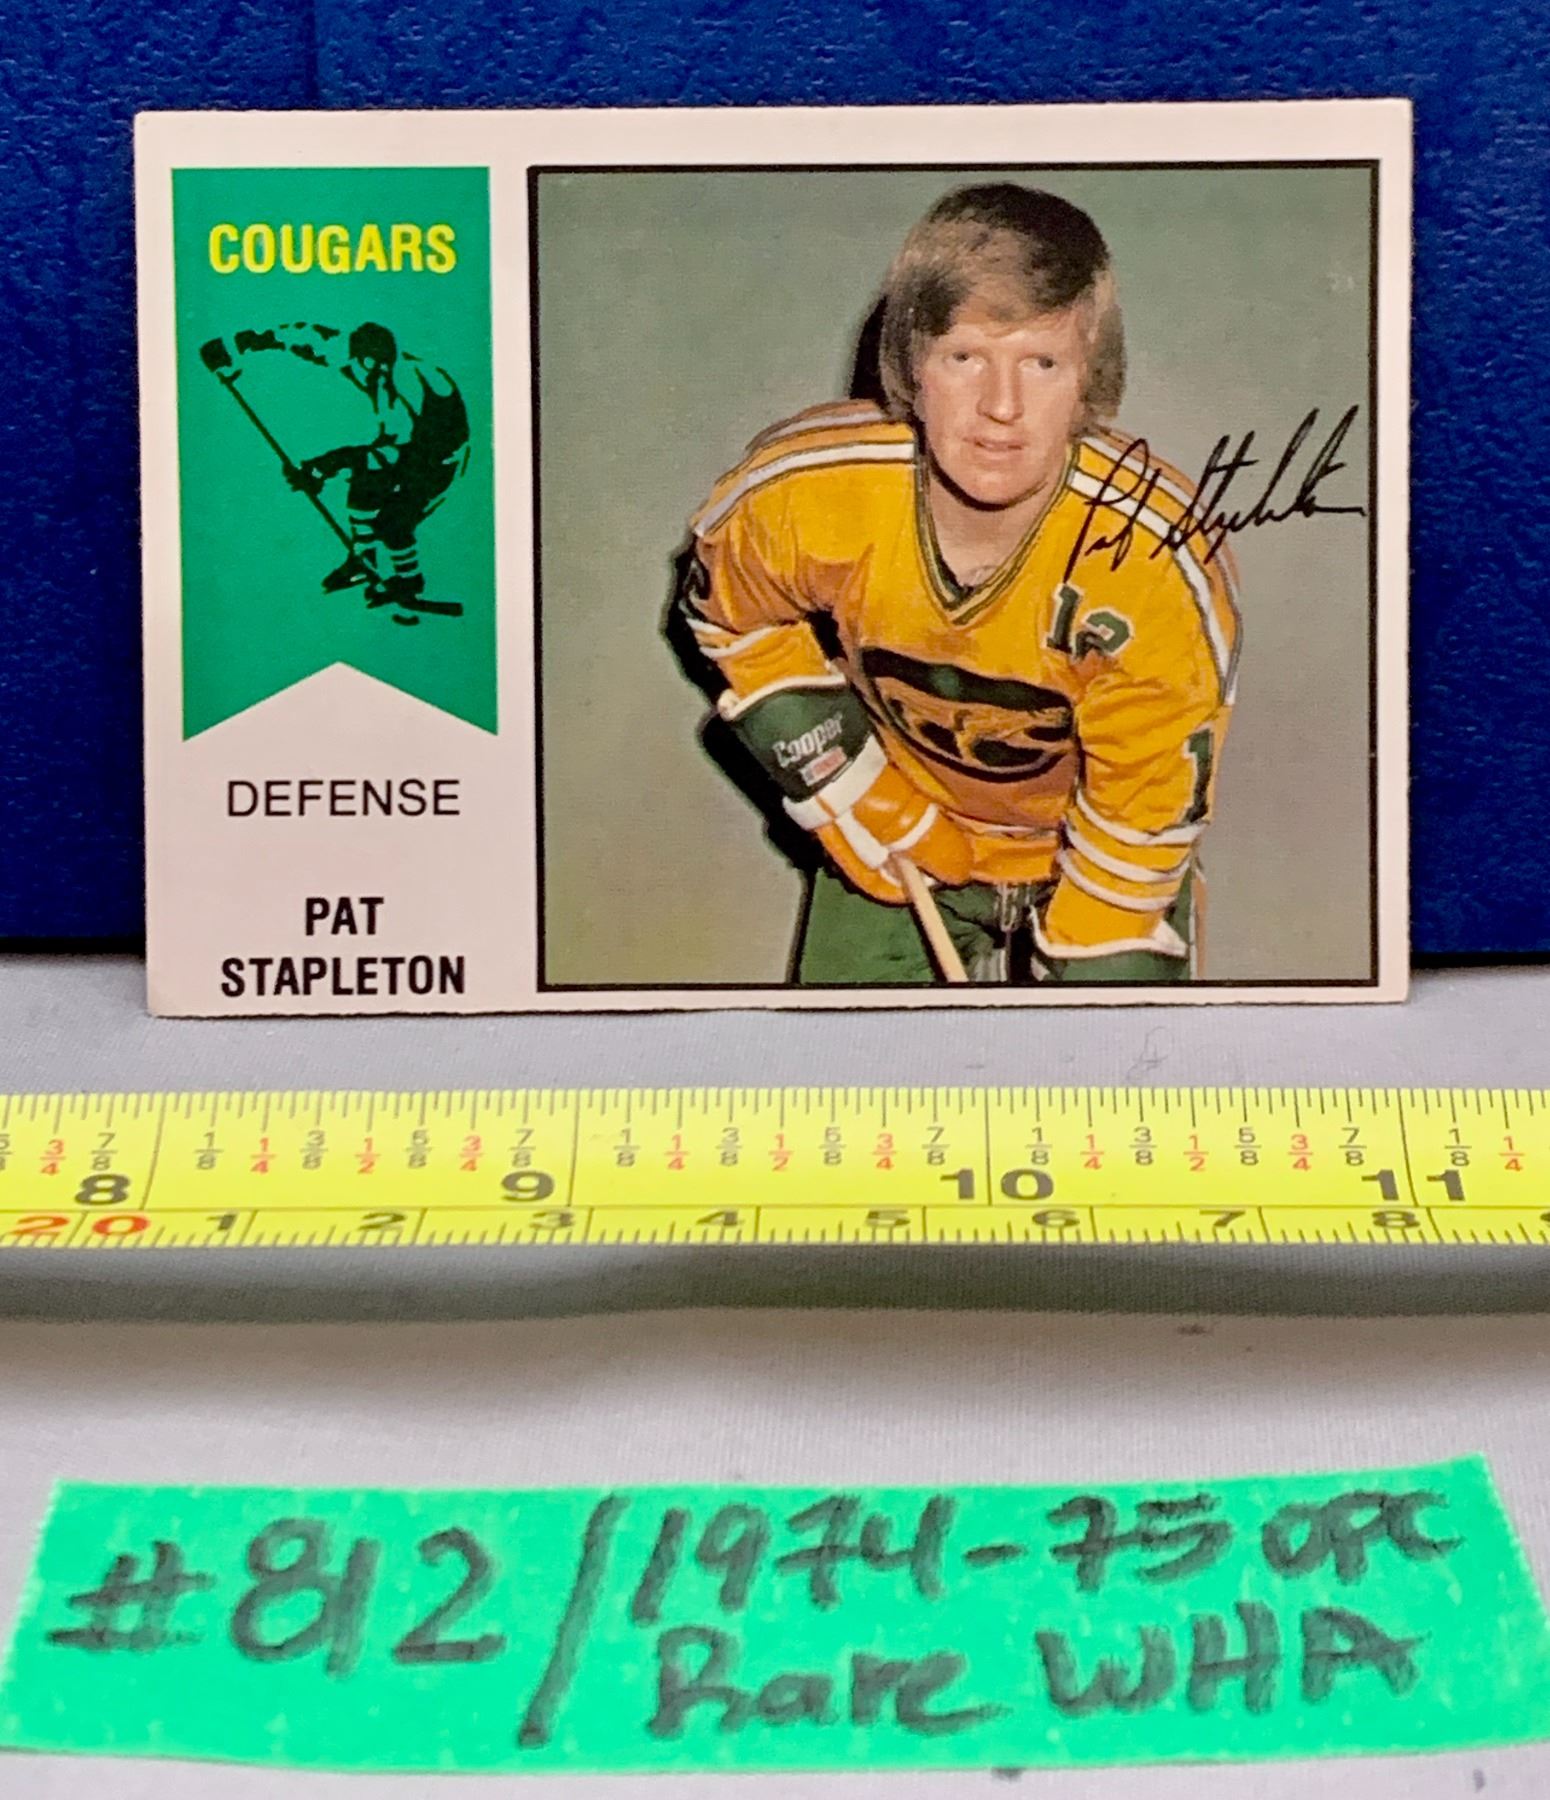 COUGARS
DEFENSE
PAT
STAPLETON
Pat Stapleton
12
Cooper
1
1/8 1/4 3/8 1/2 5/8 3/4 7/8 1/8 1/4 3/8 1/2 5/8 3/4 7/8 1/8 1/4 3/8 1/2 5/8 3/4 7/8 1/8 1/4
8 9 10 11
20 1 2 3 4 5 6 7 8
#812/1974-75 OPC
Rare WHA